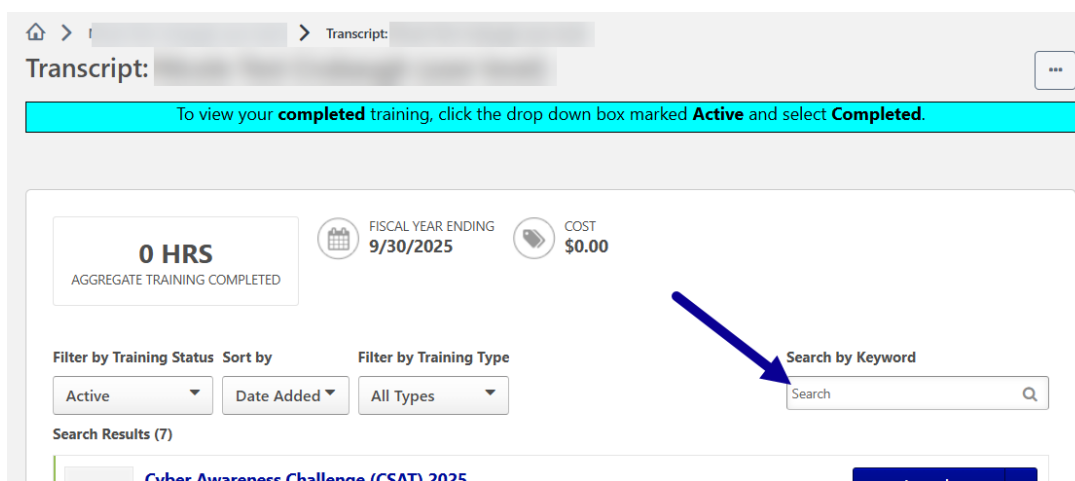 Transcript:
Transcript:
To view your completed training, click the drop down box marked Active and select Completed.
0 HRS
AGGREGATE TRAINING COMPLETED
FISCAL YEAR ENDING
9/30/2025
COST
$0.00
Filter by Training Status Sort by Filter by Training Type Search by Keyword
Active Date Added All Types Search
Search Results (7)
Cyber Awareness Challenge (CSAT) 2025